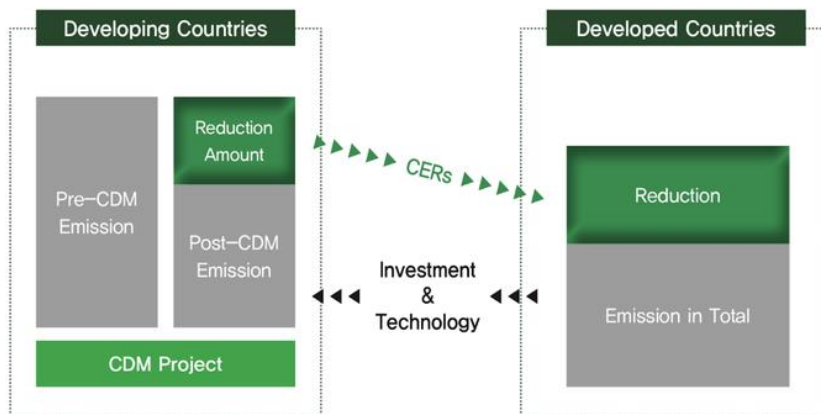 Developing Countries
Developed Countries
Pre-CDM
Emission
Reduction
Amount
Post-CDM
Emission
CDM Project
CERs
Investment
&
Technology
Reduction
Emission in Total